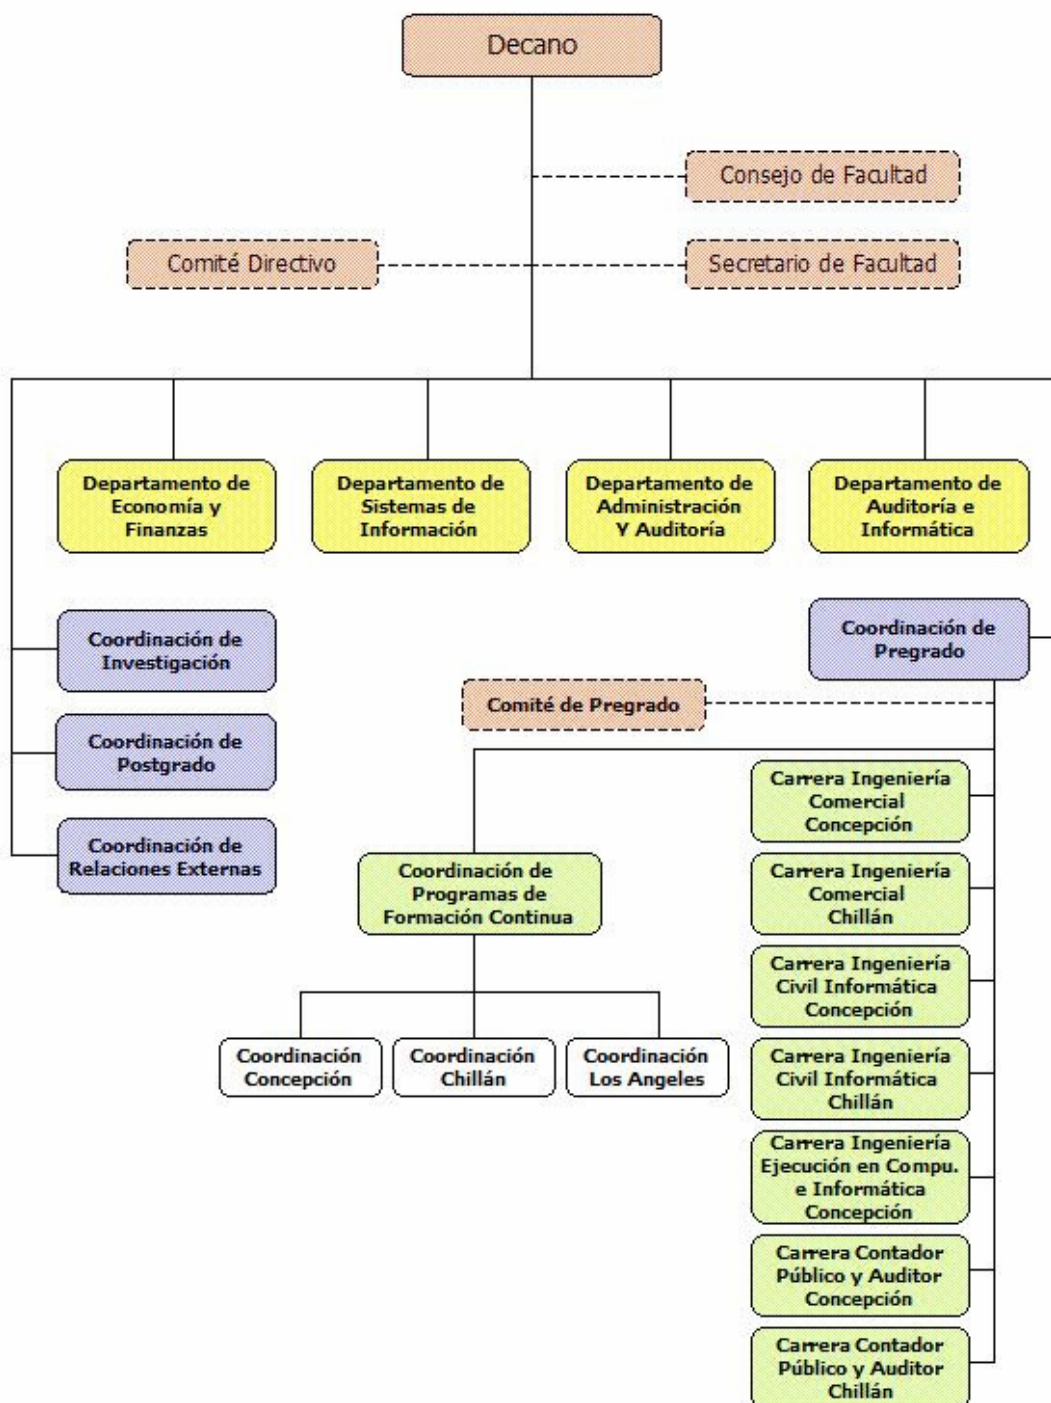 Decano
Consejo de Facultad
Comité Directivo
Secretario de Facultad
Departamento de
Economía y
Finanzas
Departamento de
Sistemas de
Información
Departamento de
Administración
Y Auditoría
Departamento de
Auditoría e
Informática
Coordinación de
Investigación
Coordinación de
Postgrado
Coordinación de
Relaciones Externas
Coordinación de
Pregrado
Comité de Pregrado
Coordinación de
Programas de
Formación Continua
Coordinación
Concepción
Coordinación
Chillán
Coordinación
Los Angeles
Carrera Ingeniería
Comercial
Concepción
Carrera Ingeniería
Comercial
Chillán
Carrera Ingeniería
Civil Informática
Concepción
Carrera Ingeniería
Civil Informática
Chillán
Carrera Ingeniería
Ejecución en Compu.
e Informática
Concepción
Carrera Contador
Público y Auditor
Concepción
Carrera Contador
Público y Auditor
Chillán